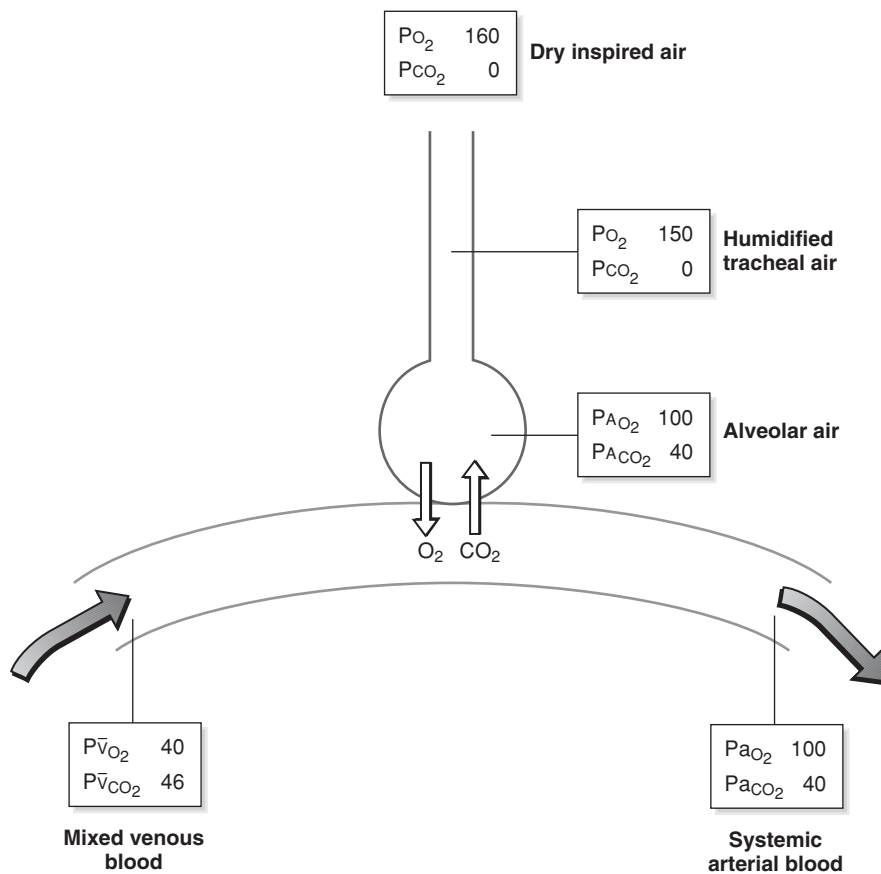 PO₂ 160
PCO₂ 0
Dry inspired air
PO₂ 150
PCO₂ 0
Humidified
tracheal air
PAO₂ 100
PACO₂ 40
Alveolar air
O₂ CO₂
Pv̄O₂ 40
Pv̄CO₂ 46
Mixed venous
blood
PaO₂ 100
PaCO₂ 40
Systemic
arterial blood